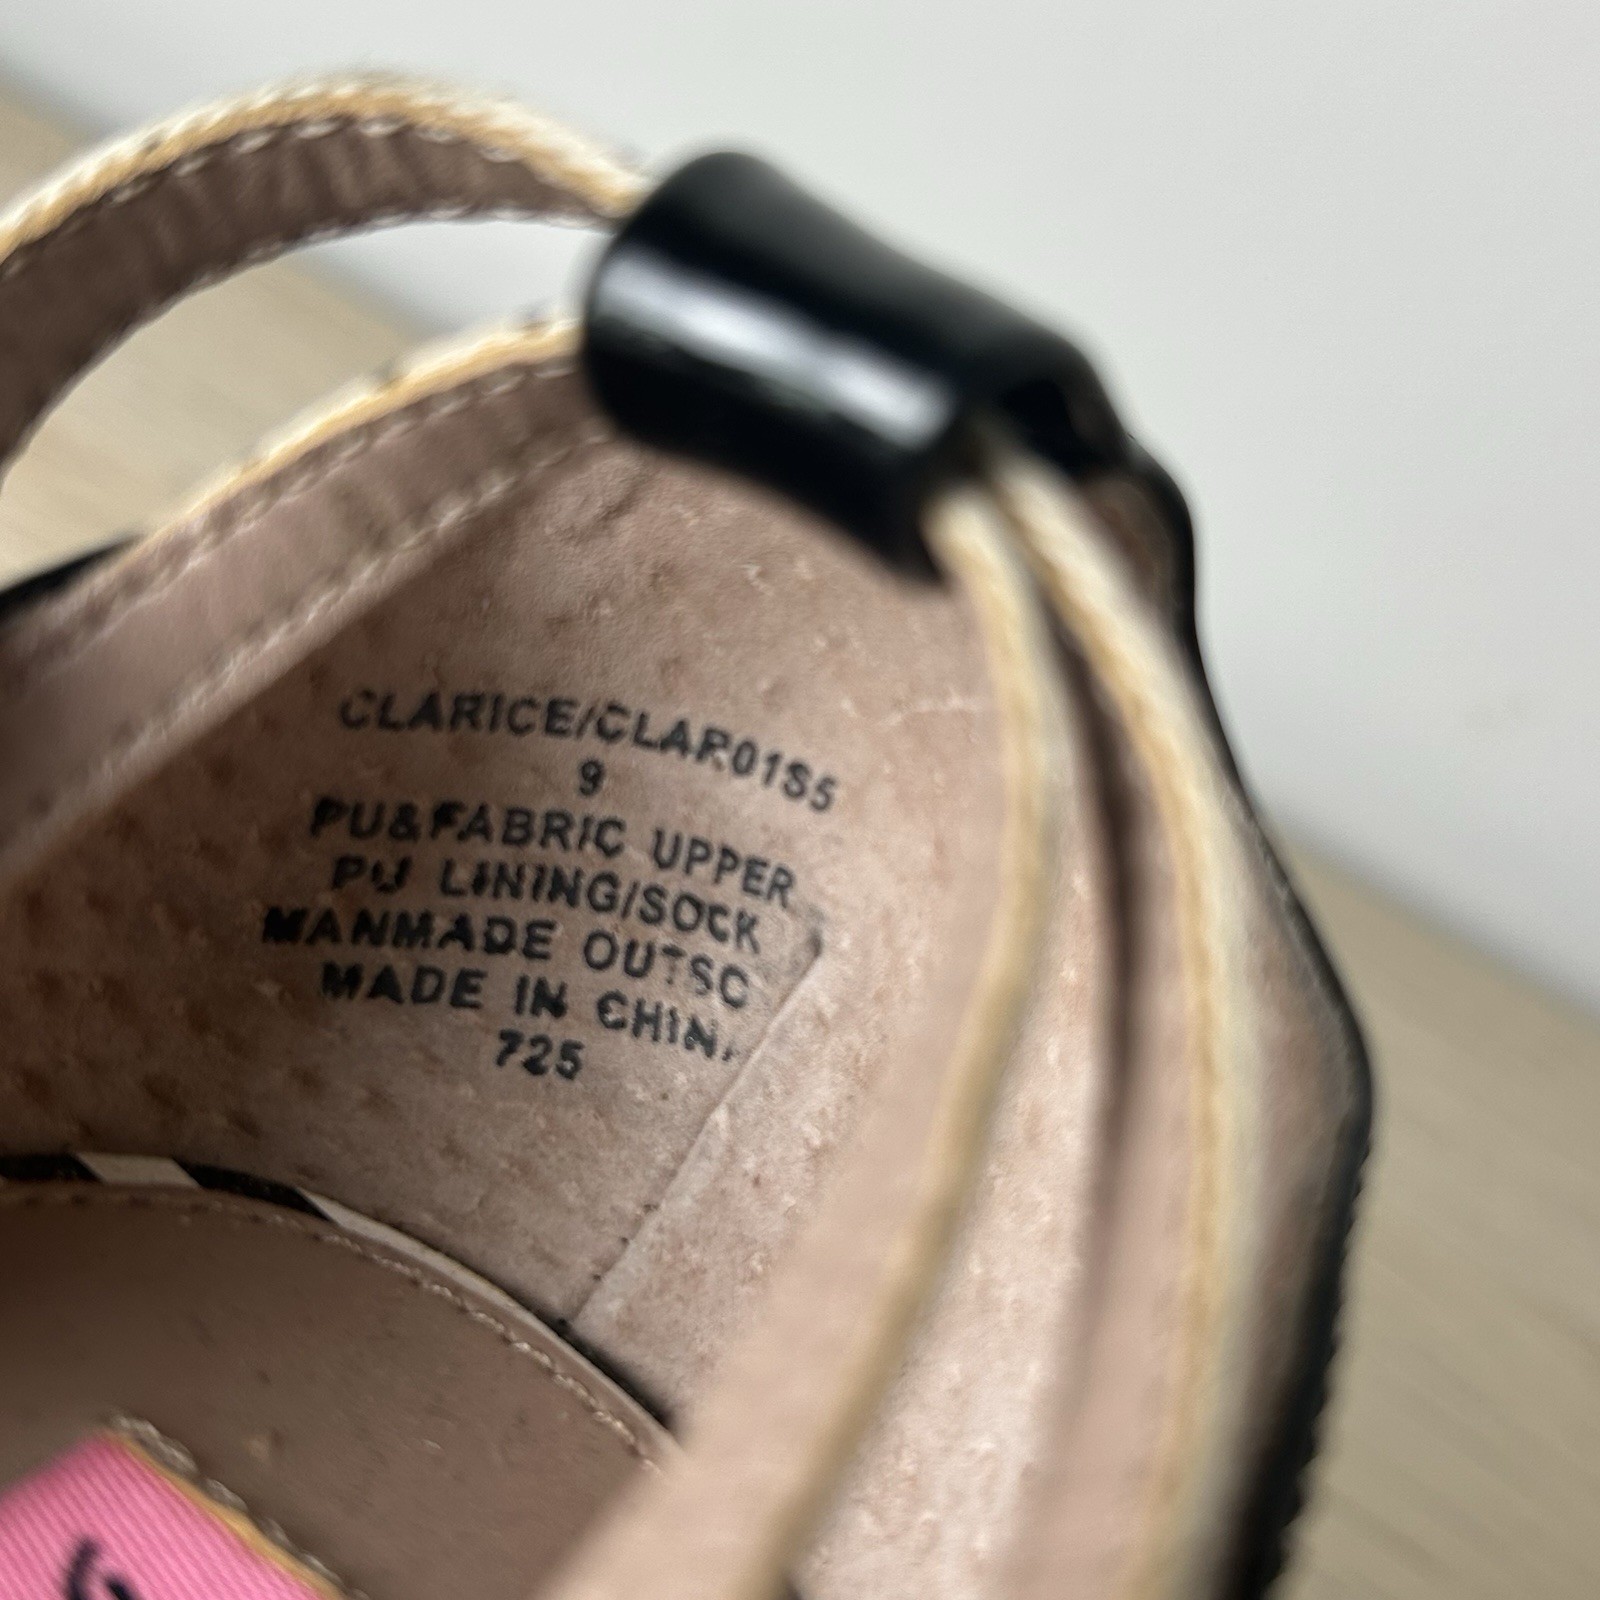 CLARICE/CLAR01S5
9
PU&FABRIC UPPER
PU LINING/SOCK
MANMADE OUTSO
MADE IN CHINA
725